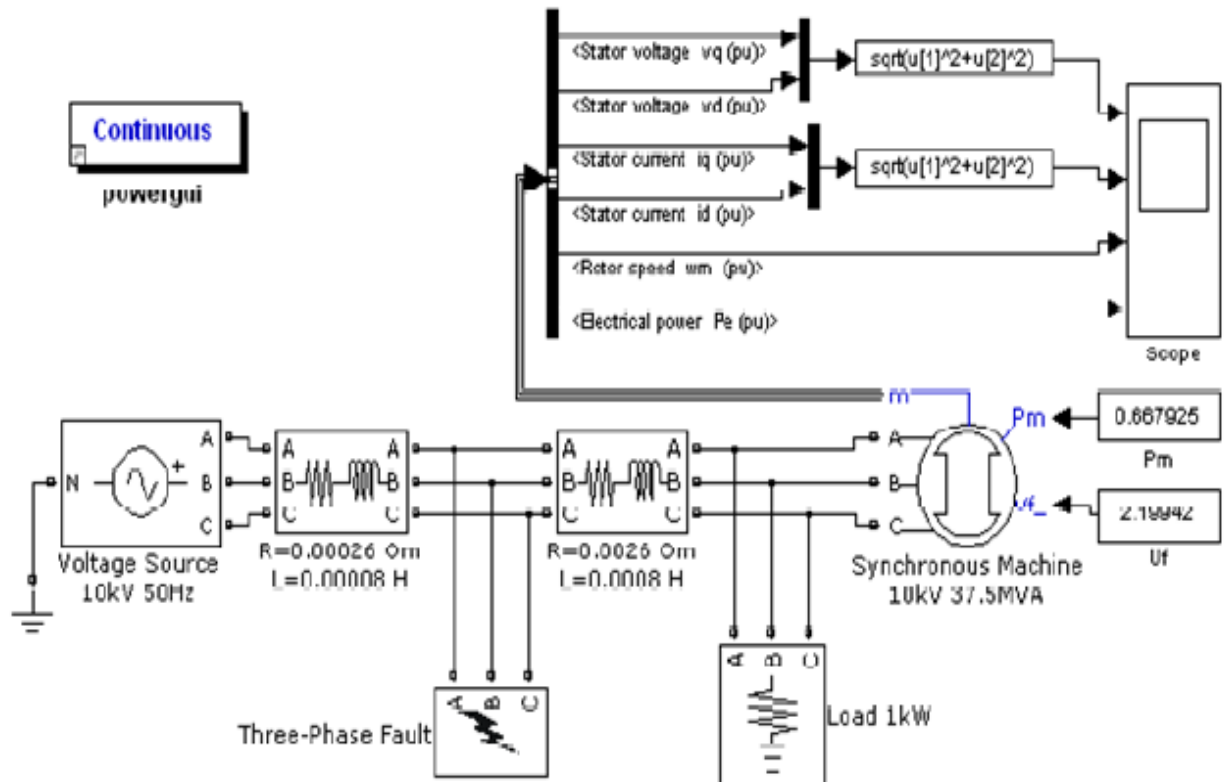 <Stator voltage vq (pu)>
sqrt(u[1]^2+u[2]^2)
<Stator voltage vd (pu)>
Continuous
powergui
<Stator current iq (pu)>
sqrt(u[1]^2+u[2]^2)
<Stator current id (pu)>
<Rotor speed wm (pu)>
<Electrical power Pe (pu)>
Scope
m
Pm
0.667925
Pm
Vf_
2.19942
Uf
N
+
A
B
C
A
B
C
A
B
C
A
B
C
A
B
C
A
B
C
Voltage Source
10kV 50Hz
R=0.00026 Om
L=0.00008 H
R=0.0026 Om
L=0.0008 H
Synchronous Machine
10kV 37.5MVA
A B C
Three-Phase Fault
A B C
Load 1kW